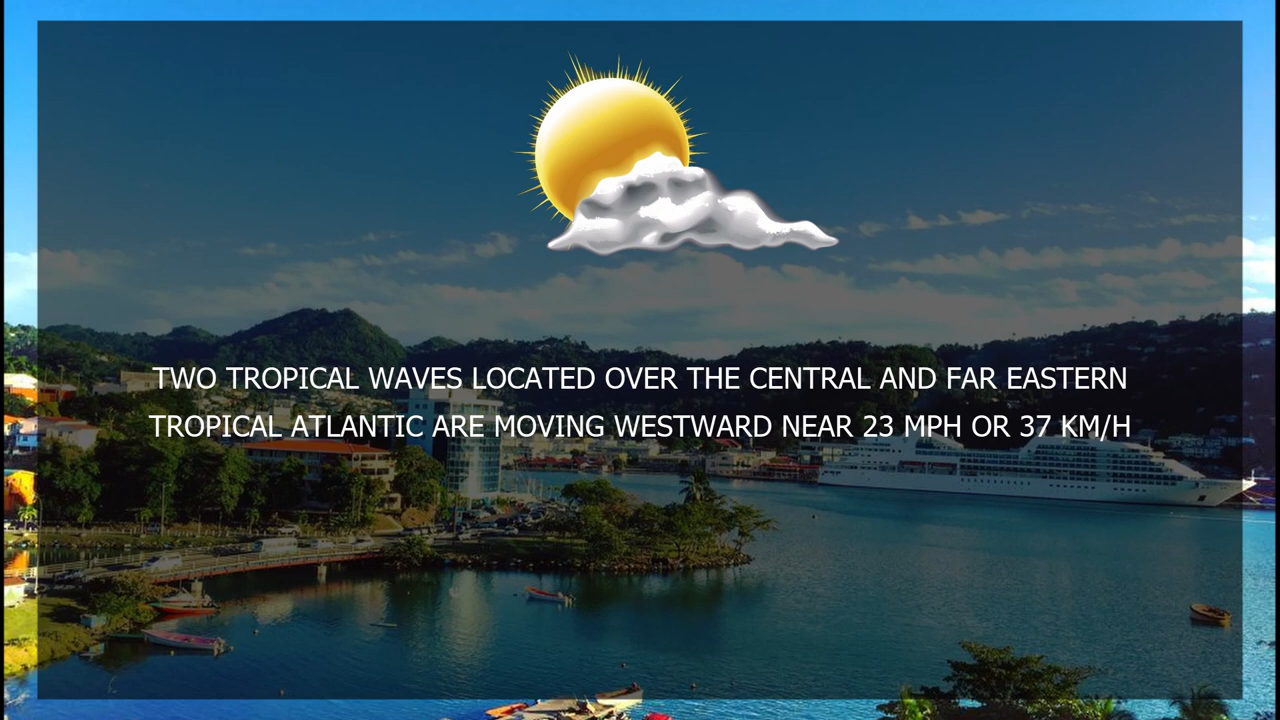 TWO TROPICAL WAVES LOCATED OVER THE CENTRAL AND FAR EASTERN
TROPICAL ATLANTIC ARE MOVING WESTWARD NEAR 23 MPH OR 37 KM/H